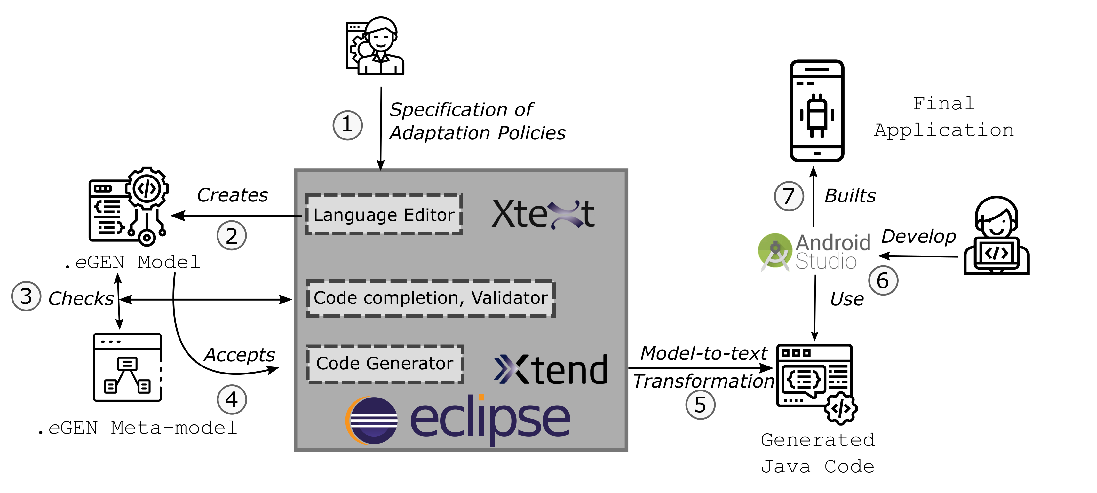 1
Specification of
Adaptation Policies
Final
Application
Creates
2
Language Editor
Xtext
7
Builts
Android
Studio
Develop
6
.eGEN Model
3
Checks
Code completion, Validator
Use
Accepts
4
Code Generator
Xtend
Model-to-text
Transformation
5
eclipse
.eGEN Meta-model
Generated
Java Code